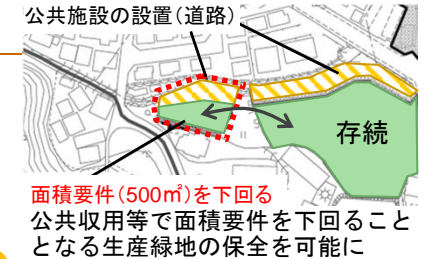 公共施設の設置(道路)
存続
面積要件(500㎡)を下回る
公共収用等で面積要件を下回ること
となる生産緑地の保全を可能に